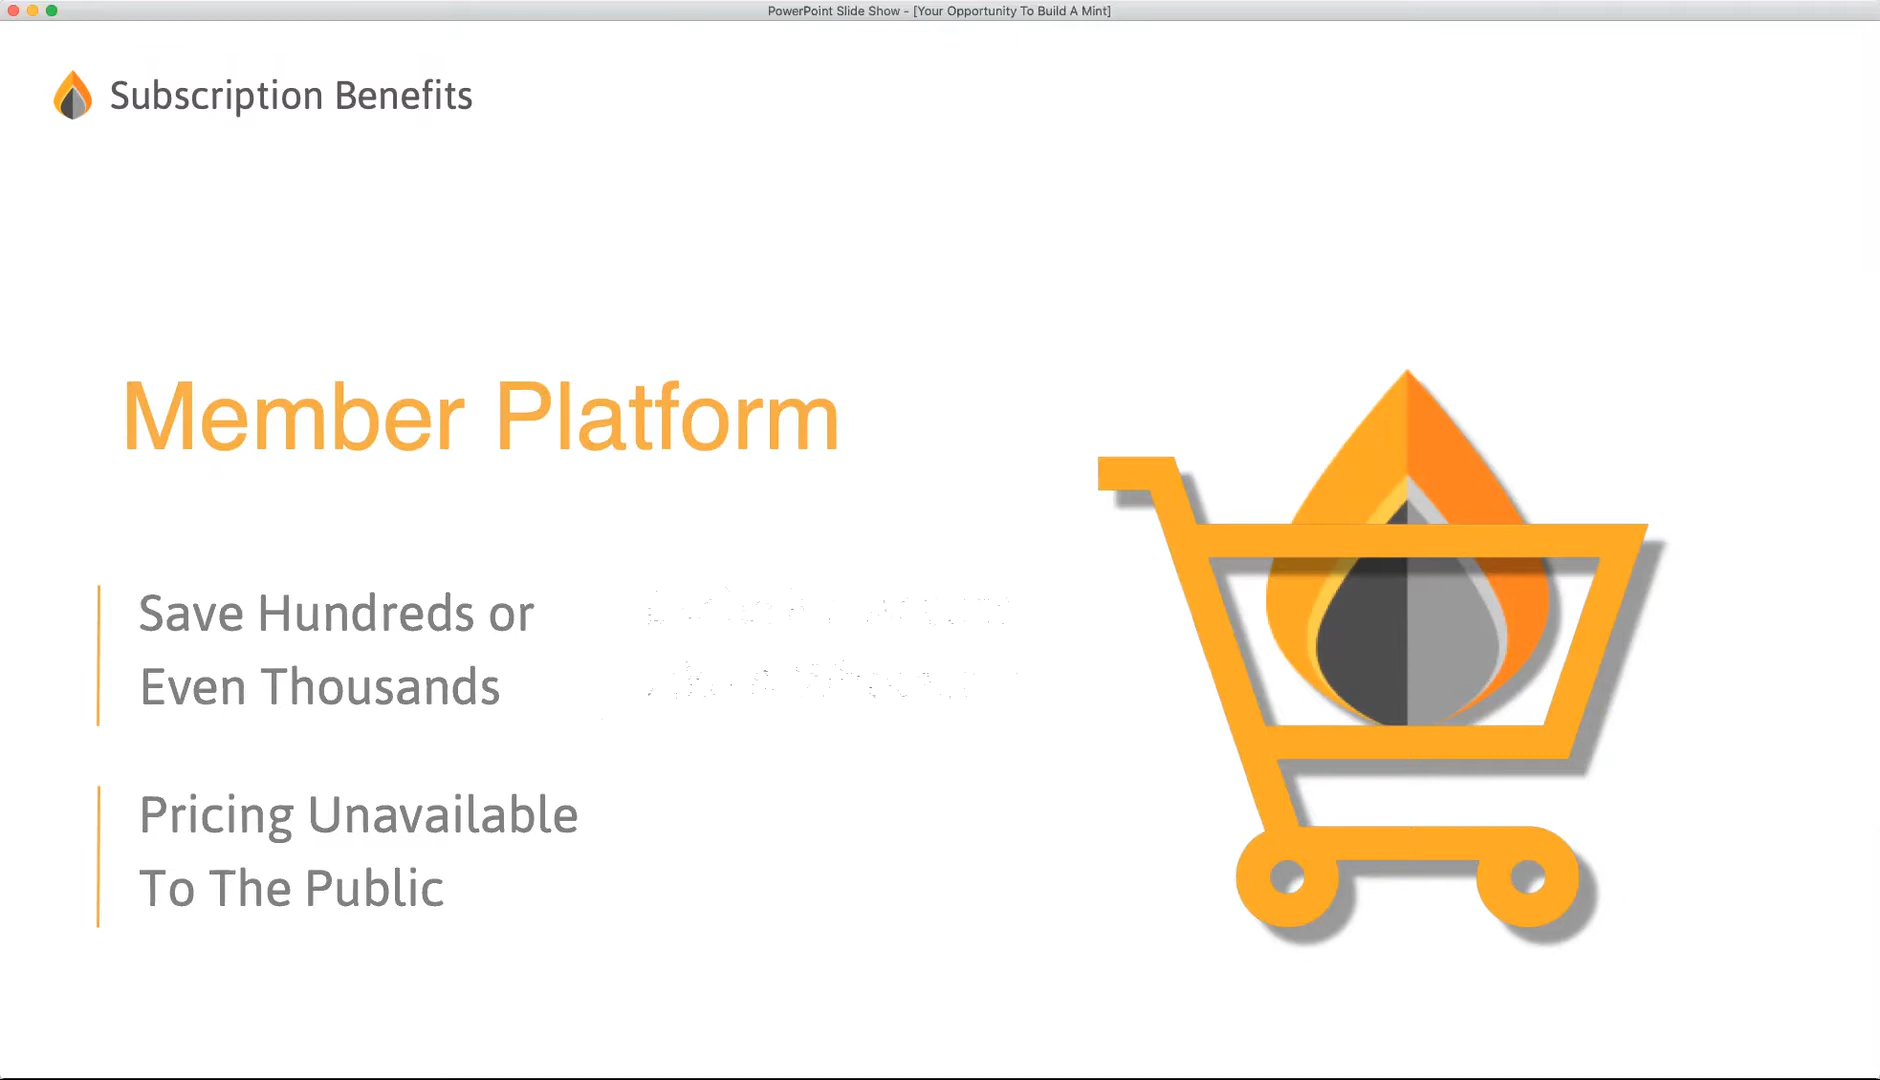 PowerPoint Slide Show - [Your Opportunity To Build A Mint]
Subscription Benefits
Member Platform
Save Hundreds or
Even Thousands
Pricing Unavailable
To The Public